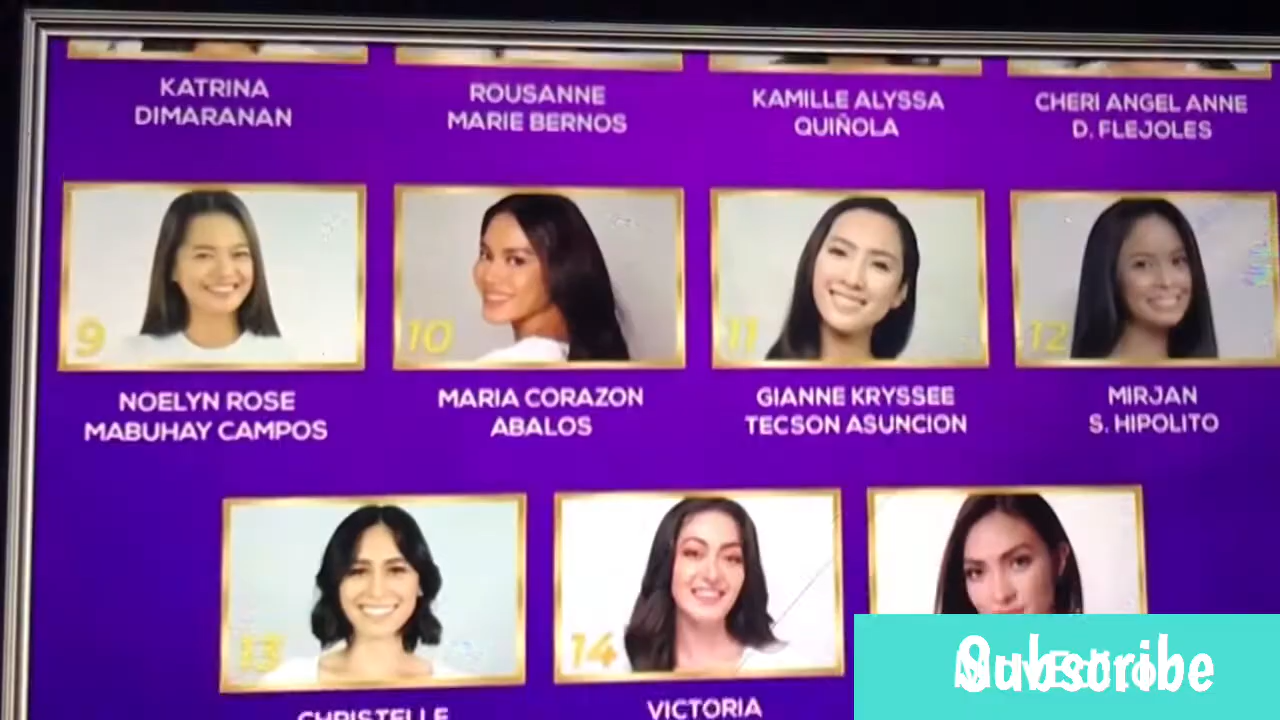 KATRINA
DIMARANAN
ROUSANNE
MARIE BERNOS
KAMILLE ALYSSA
QUIÑOLA
CHERI ANGEL ANNE
D. FLEJOLES
9
10
11
12
NOELYN ROSE
MABUHAY CAMPOS
MARIA CORAZON
ABALOS
GIANNE KRYSSEE
TECSON ASUNCION
MIRJAN
S. HIPOLITO
13
14
CHRISTELLE
VICTORIA
Subscribe